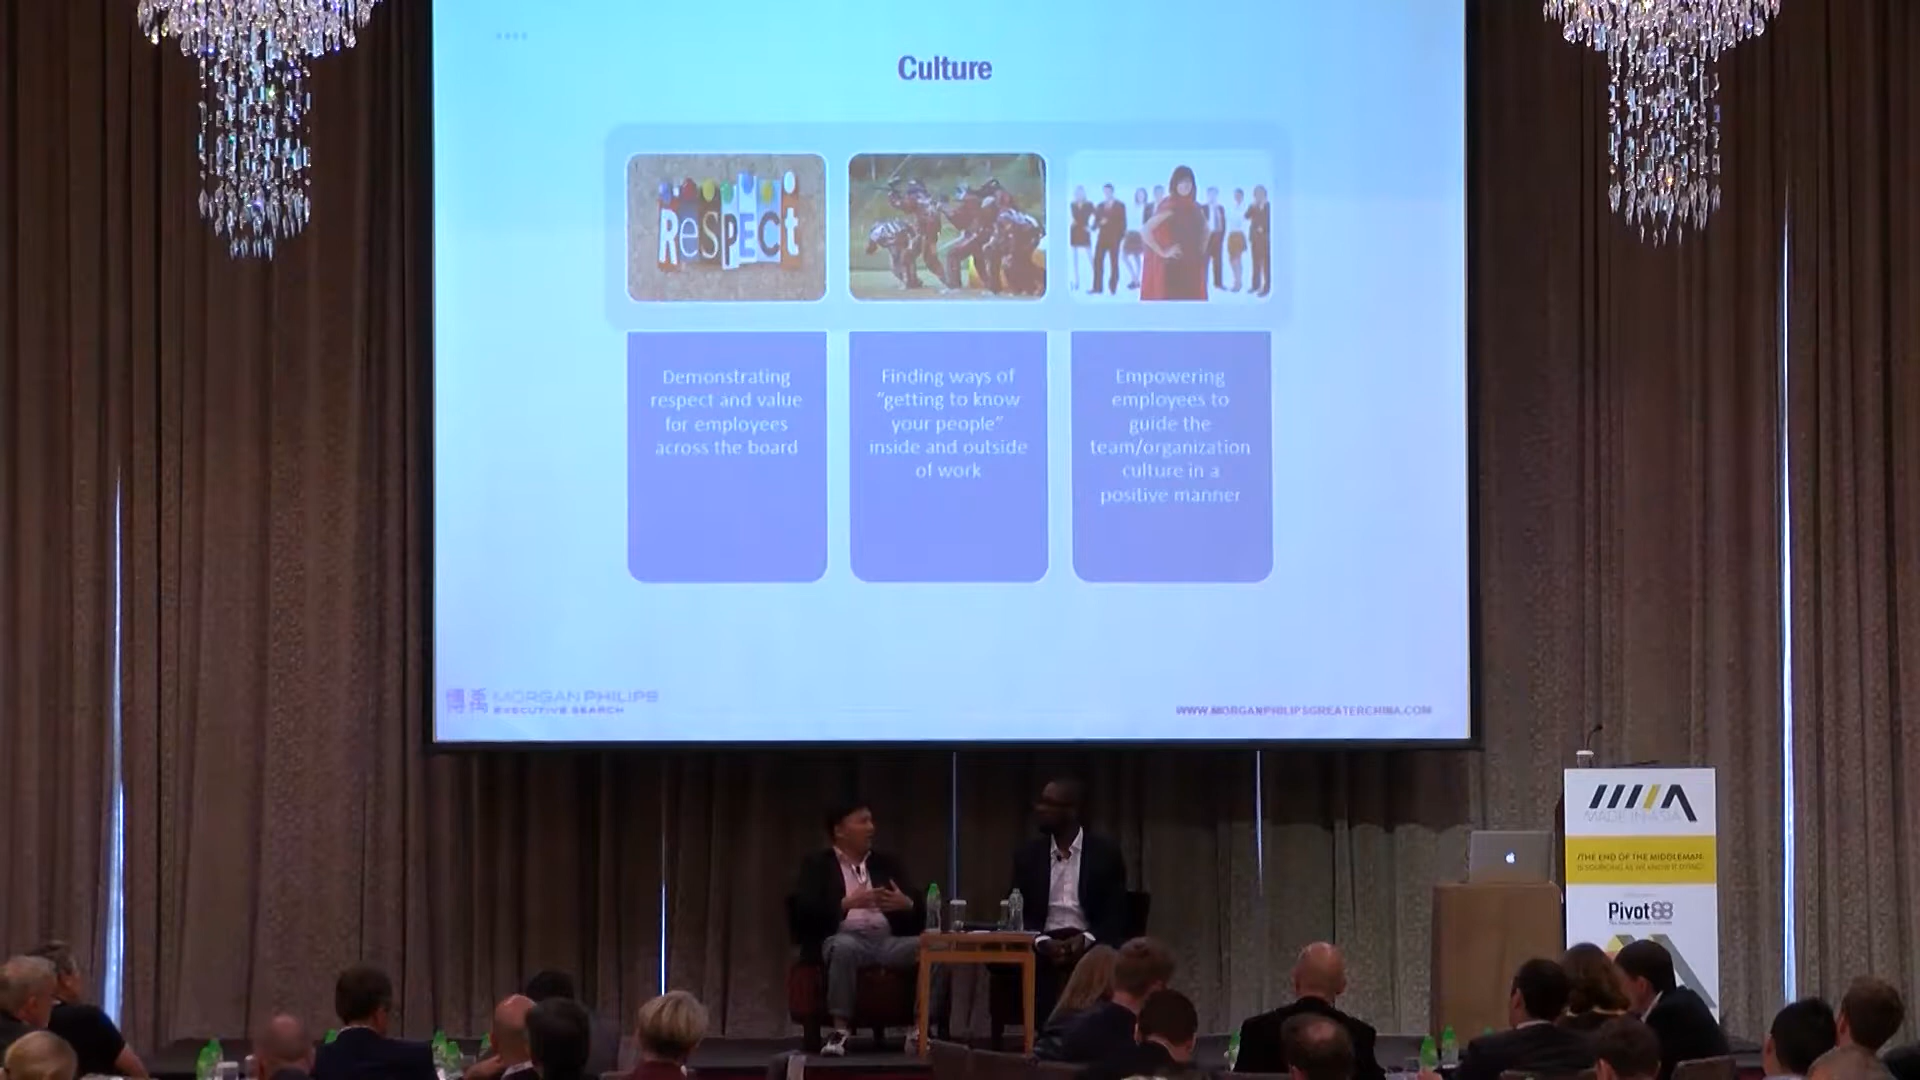 Culture
ReSPECt
Demonstrating
respect and value
for employees
across the board
Finding ways of
"getting to know
your people"
inside and outside
of work
Empowering
employees to
guide the
team/organization
culture in a
positive manner
MORGAN PHILIPS
EXECUTIVE SEARCH
WWW.MORGANPHILIPSGREATERCHINA.COM
MADE IN ASIA
/THE END OF THE MIDDLEMAN:
IS SOURCING AS WE KNOW IT DYING?
Pivot88